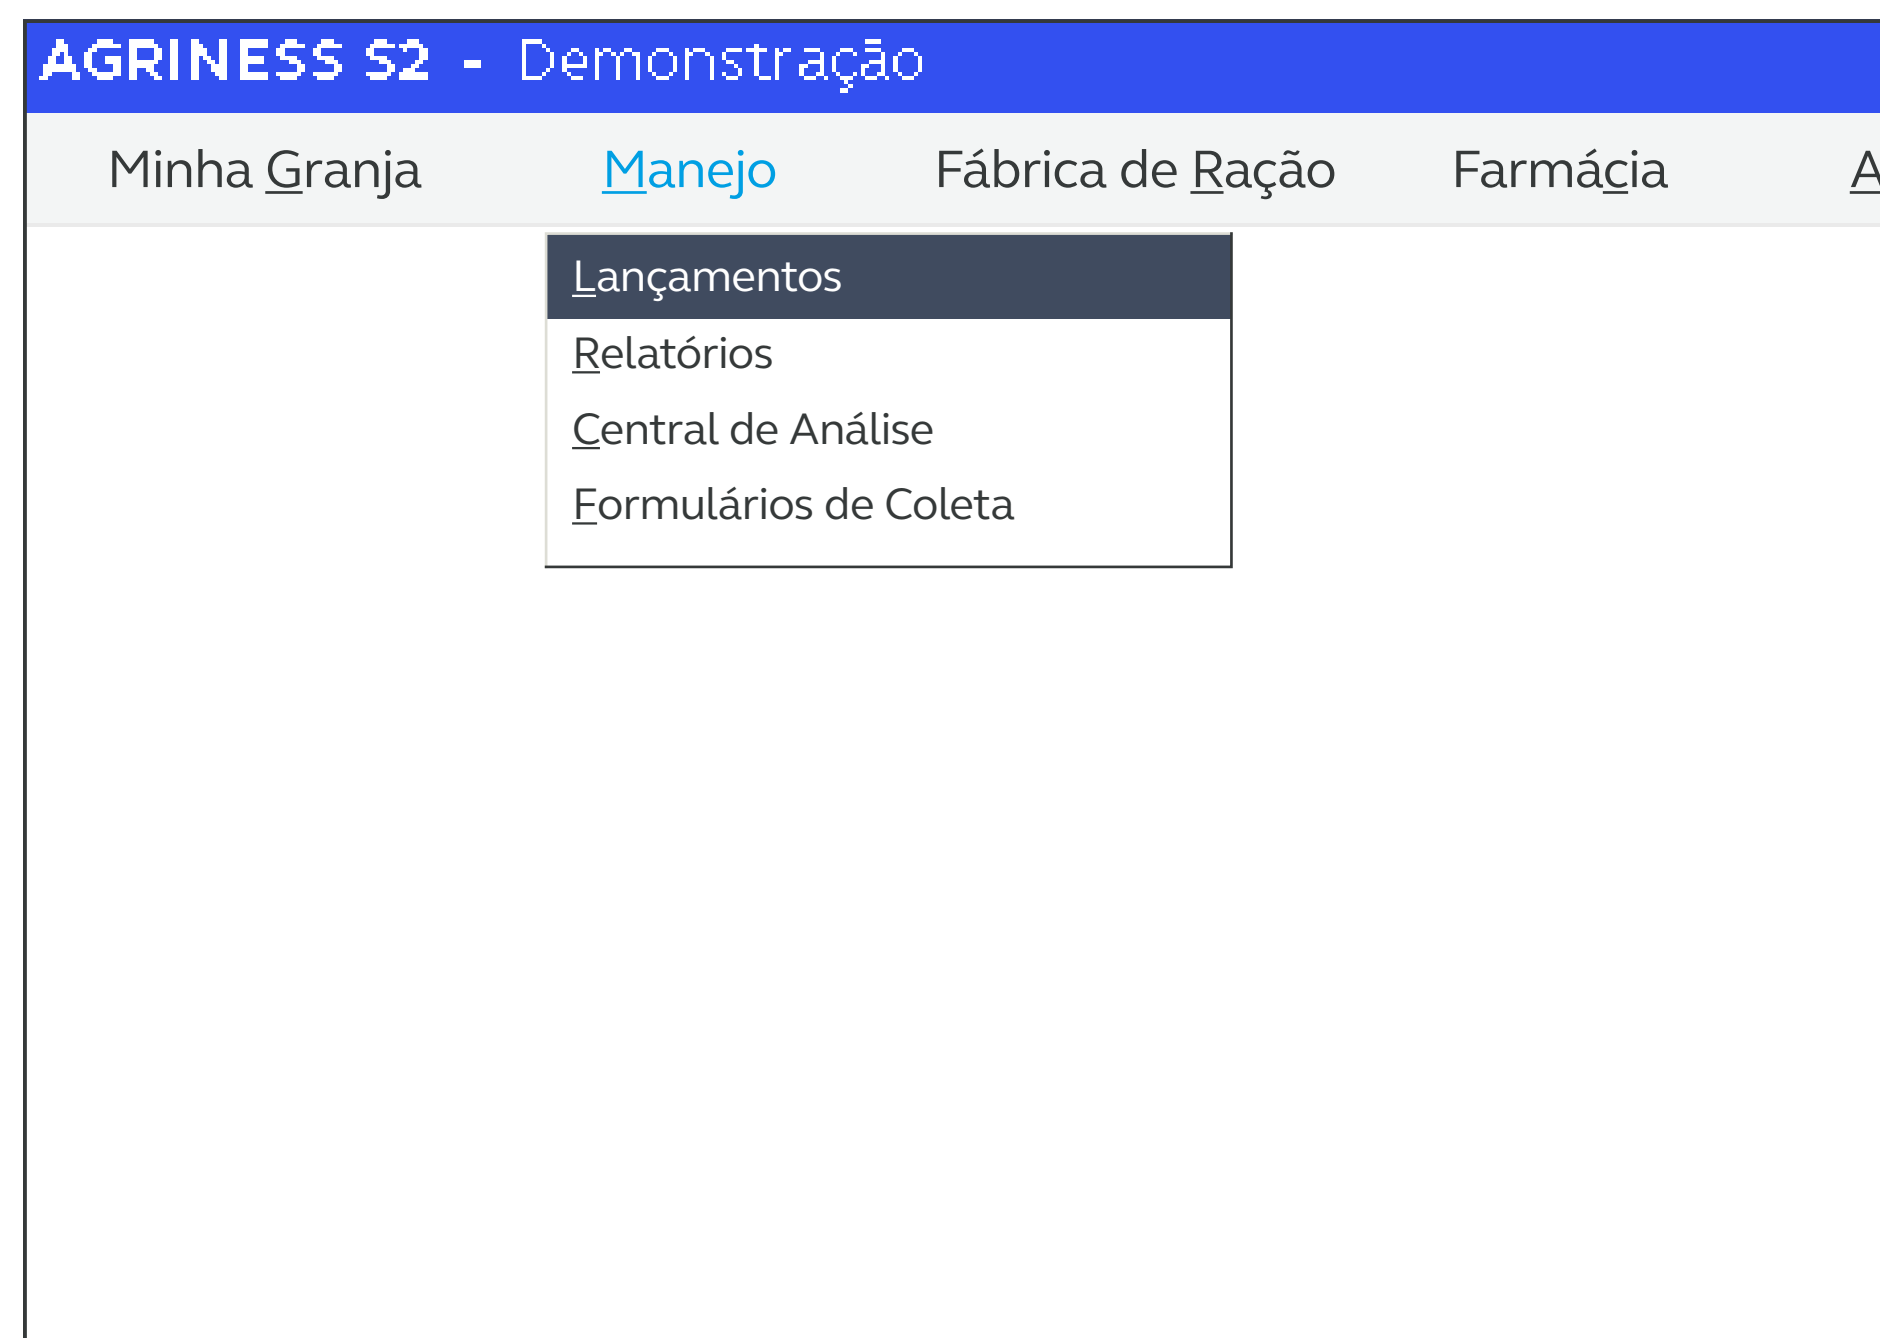 AGRINESS S2 - Demonstração
Minha Granja Manejo Fábrica de Ração Farmácia A
Lançamentos
Relatórios
Central de Análise
Formulários de Coleta